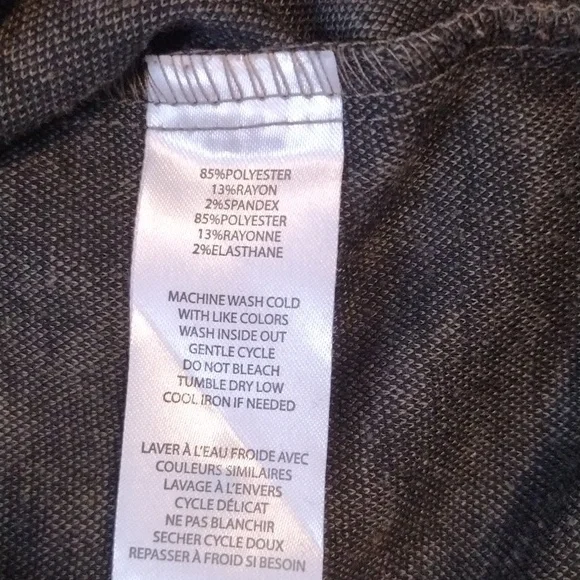 85%POLYESTER
13%RAYON
2%SPANDEX
85%POLYESTER
13%RAYONNE
2%ELASTHANE
MACHINE WASH COLD
WITH LIKE COLORS
WASH INSIDE OUT
GENTLE CYCLE
DO NOT BLEACH
TUMBLE DRY LOW
COOL IRON IF NEEDED
LAVER À L'EAU FROIDE AVEC
COULEURS SIMILAIRES
LAVAGE À L'ENVERS
CYCLE DÉLICAT
NE PAS BLANCHIR
SECHER CYCLE DOUX
REPASSER À FROID SI BESOIN